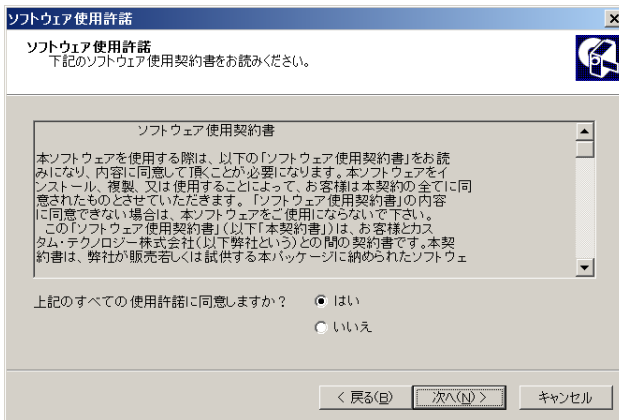 ソフトウェア使用許諾
ソフトウェア使用許諾
下記のソフトウェア使用契約書をお読みください。
ソフトウェア使用契約書
本ソフトウェアを使用する際は、以下の「ソフトウェア使用契約書」をお読
みになり、内容に同意して頂くことが必要になります。本ソフトウェアをイ
ンストール、複製、又は使用することによって、お客様は本契約の全てに同
意されたものとさせていただきます。「ソフトウェア使用契約書」の内容
に同意できない場合は、本ソフトウェアをご使用にならないで下さい。
この「ソフトウェア使用契約書」(以下「本契約書」)は、お客様とカス
タム・テクノロジー株式会社(以下弊社という)との間の契約書です。本契
約書は、弊社が販売若しくは試供する本パッケージに納められたソフトウェ
上記のすべての使用許諾に同意しますか？
はい
いいえ
< 戻る(B) 次へ(N) > キャンセル